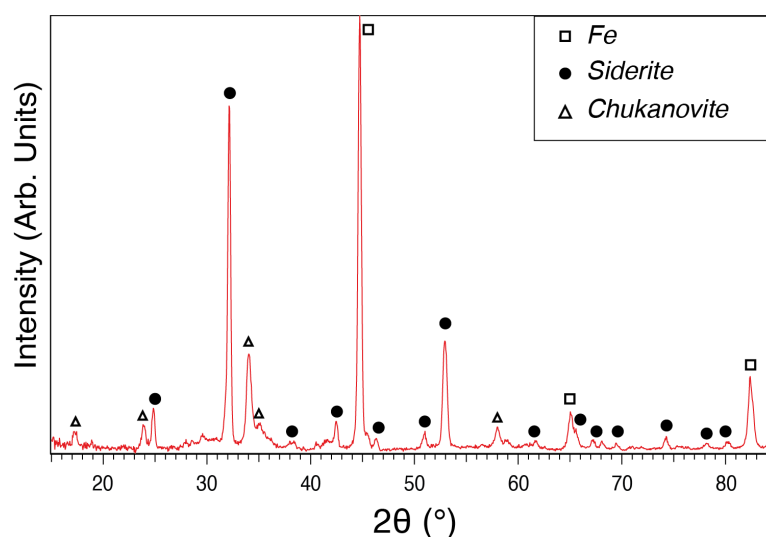 Fe
Siderite
Chukanovite
Intensity (Arb. Units)
20 30 40 50 60 70 80
2θ (°)